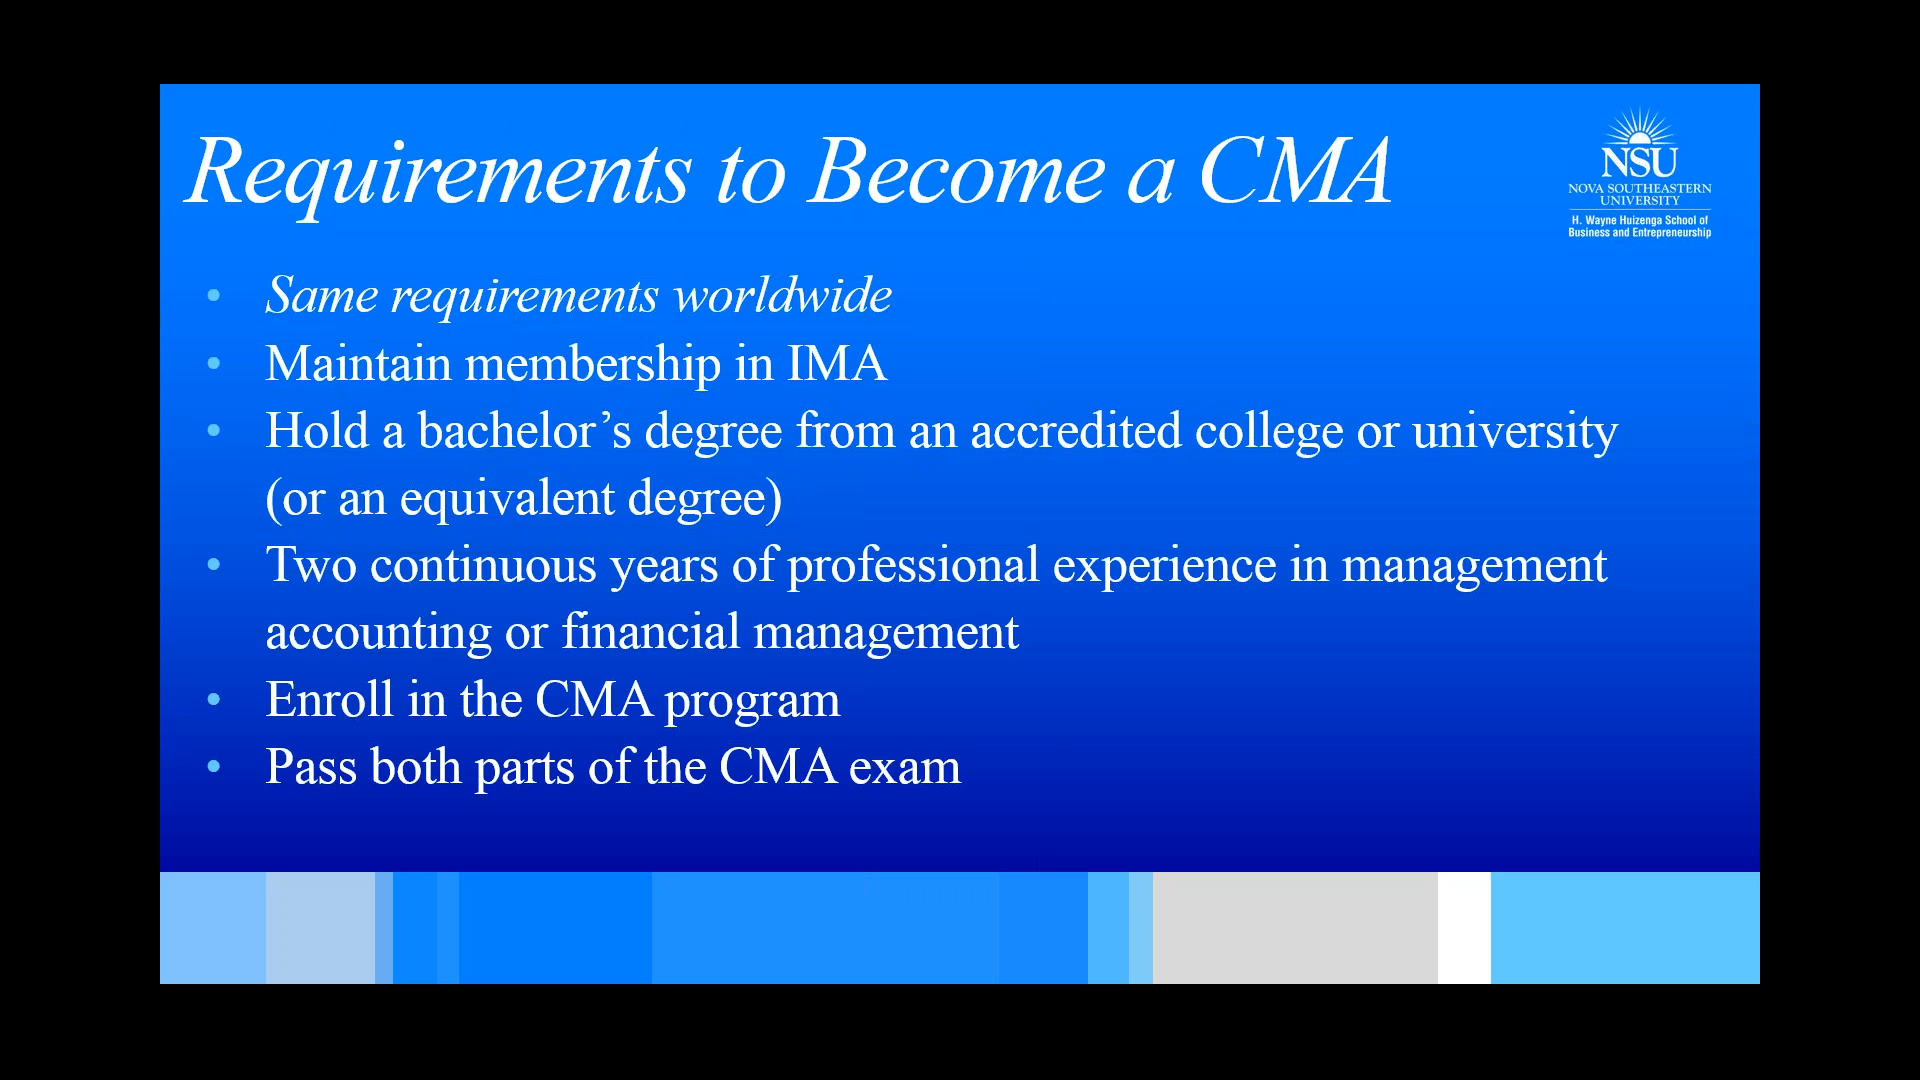 Requirements to Become a CMA
NSU
NOVA SOUTHEASTERN
UNIVERSITY
H. Wayne Huizenga School of
Business and Entrepreneurship
• Same requirements worldwide
• Maintain membership in IMA
• Hold a bachelor’s degree from an accredited college or university
(or an equivalent degree)
• Two continuous years of professional experience in management
accounting or financial management
• Enroll in the CMA program
• Pass both parts of the CMA exam